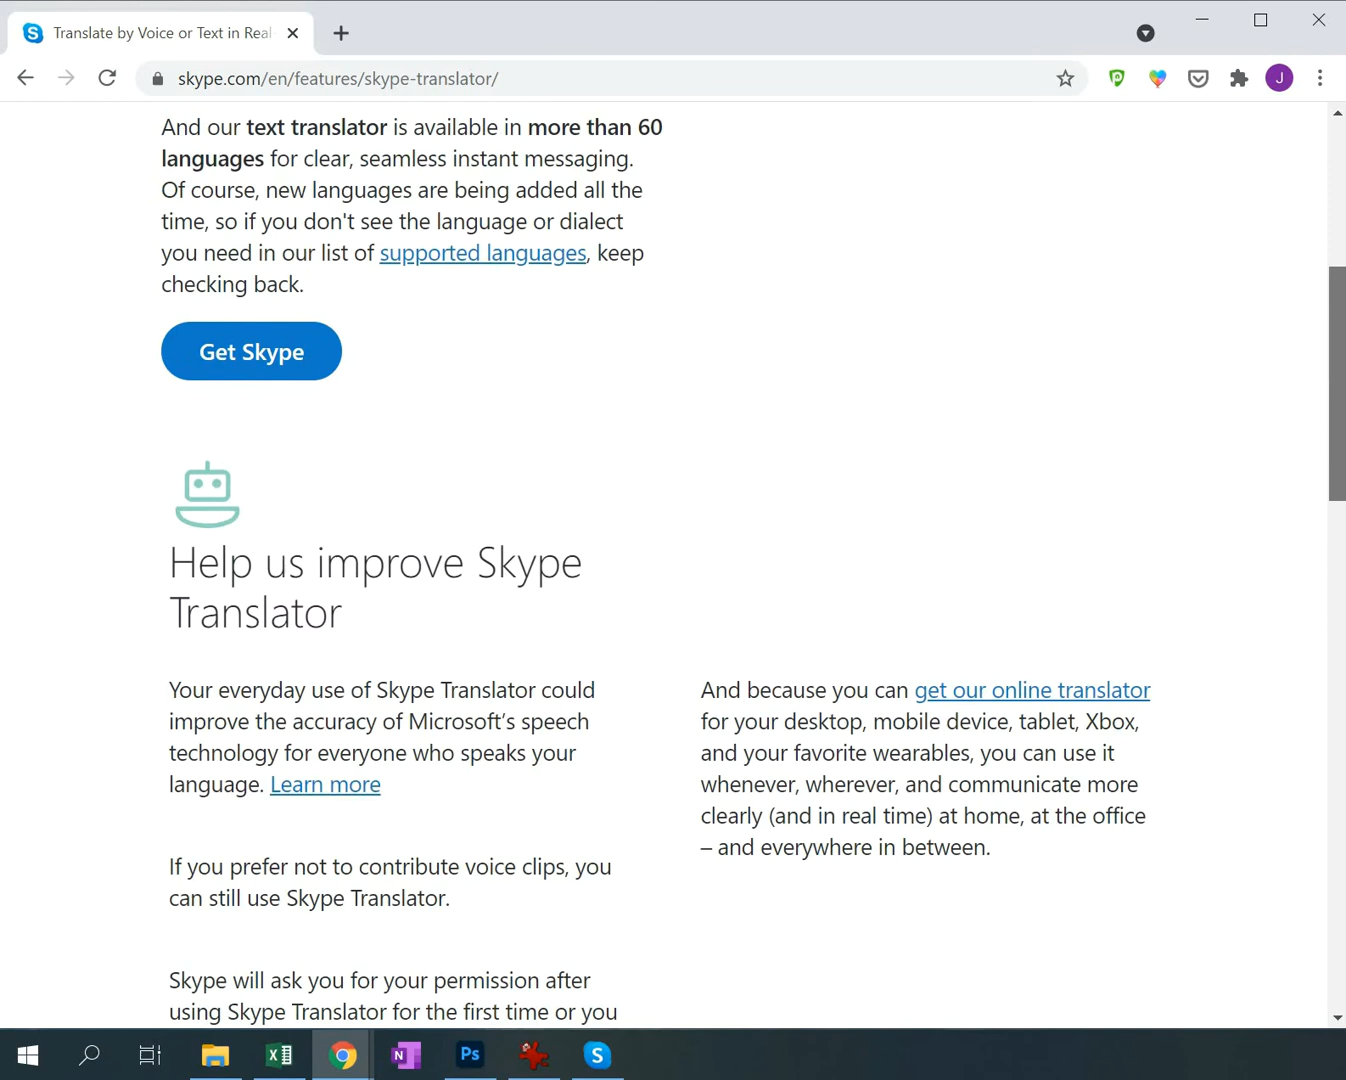 Translate by Voice or Text in Real
skype.com/en/features/skype-translator/
J
And our text translator is available in more than 60
languages for clear, seamless instant messaging.
Of course, new languages are being added all the
time, so if you don't see the language or dialect
you need in our list of supported languages, keep
checking back.
Get Skype
Help us improve Skype
Translator
Your everyday use of Skype Translator could
improve the accuracy of Microsoft’s speech
technology for everyone who speaks your
language. Learn more
If you prefer not to contribute voice clips, you
can still use Skype Translator.
Skype will ask you for your permission after
using Skype Translator for the first time or you
And because you can get our online translator
for your desktop, mobile device, tablet, Xbox,
and your favorite wearables, you can use it
whenever, wherever, and communicate more
clearly (and in real time) at home, at the office
– and everywhere in between.
N
Ps
S